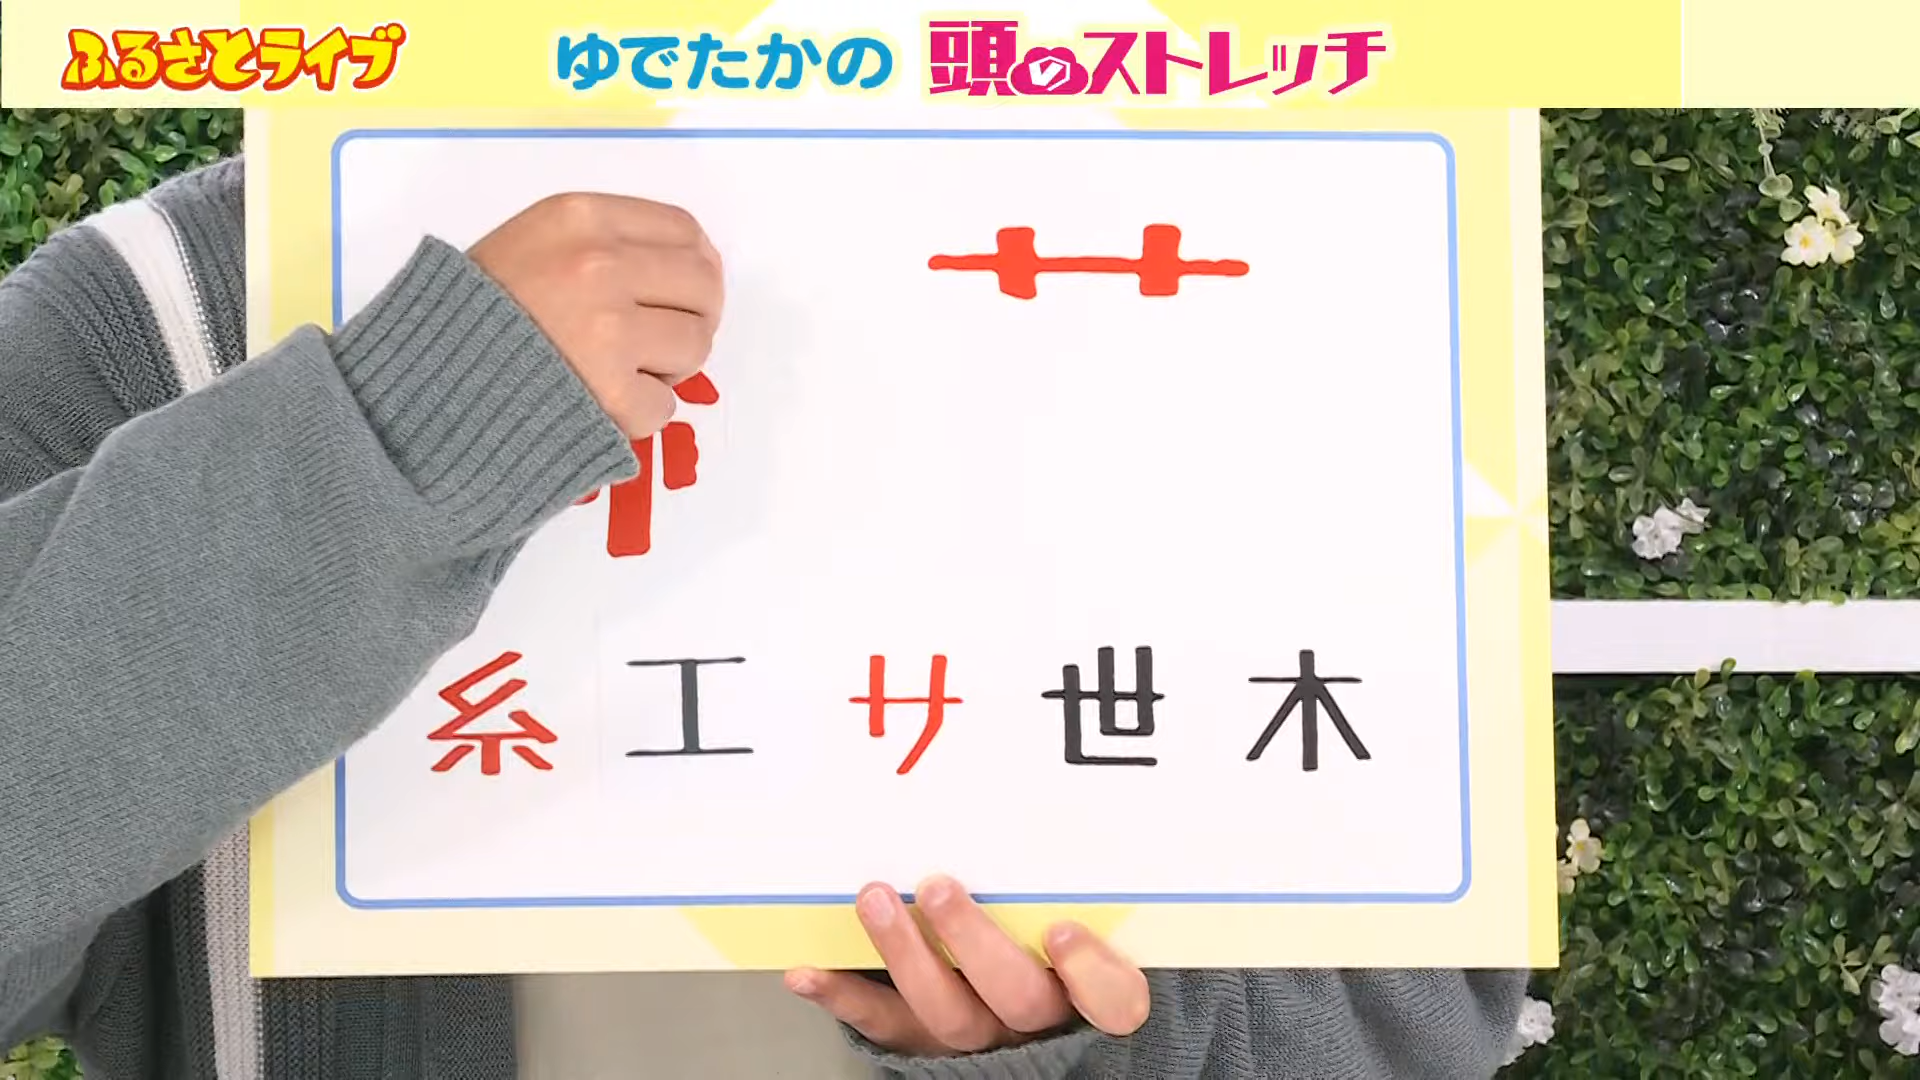 ふるさとライブ
ゆでたかの 頭のストレッチ
糸 工 サ 世 木